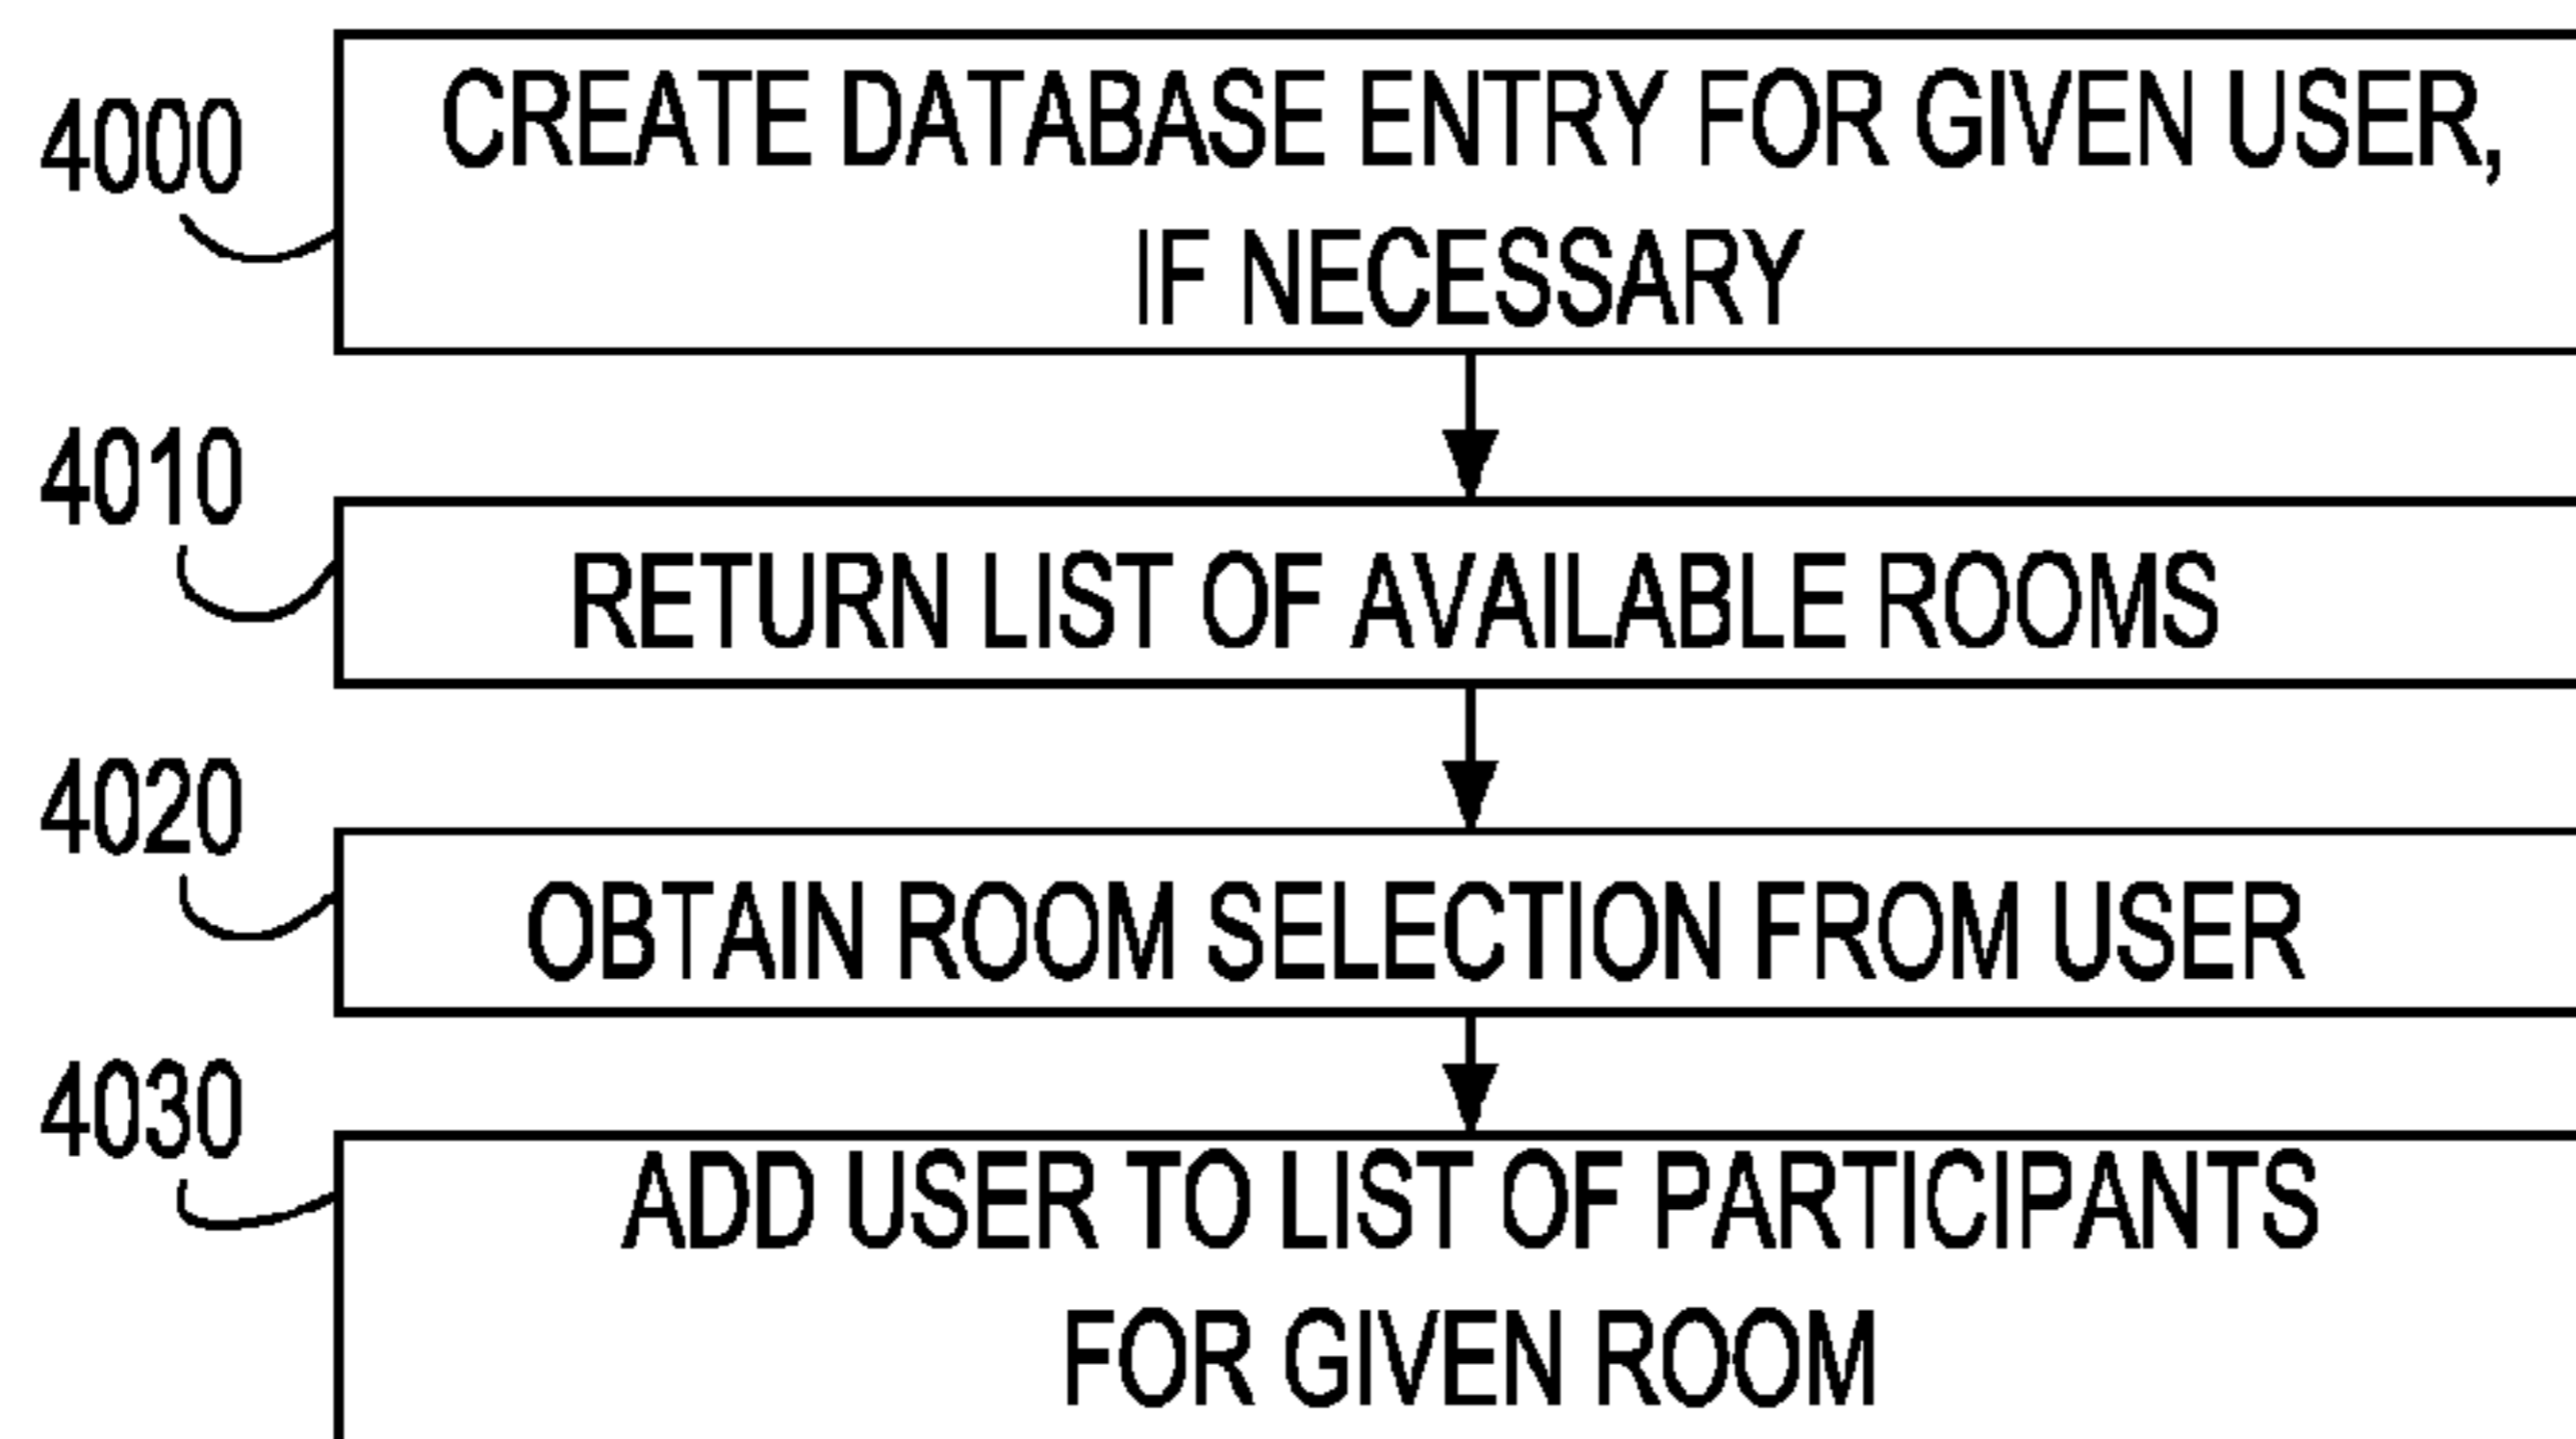 4000
CREATE DATABASE ENTRY FOR GIVEN USER,
IF NECESSARY
4010
RETURN LIST OF AVAILABLE ROOMS
4020
OBTAIN ROOM SELECTION FROM USER
4030
ADD USER TO LIST OF PARTICIPANTS
FOR GIVEN ROOM